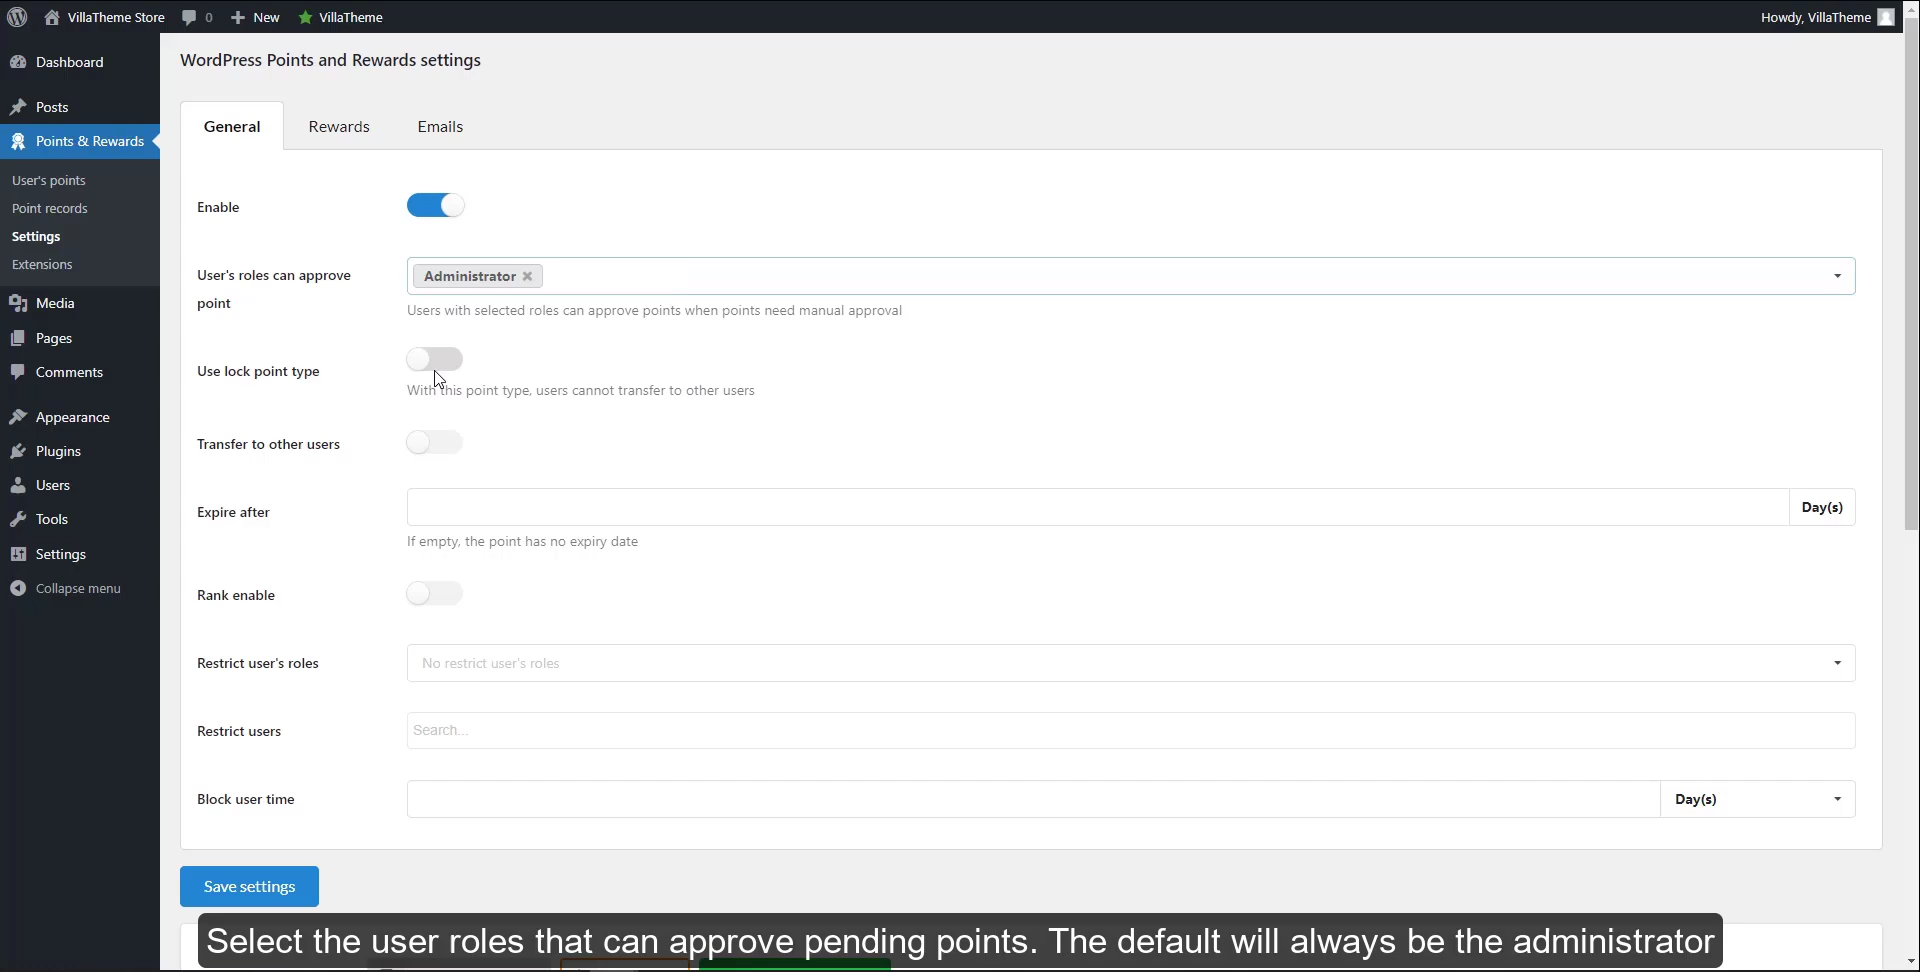 VillaTheme Store
0
New
VillaTheme
Howdy, VillaTheme
Dashboard
Posts
Points & Rewards
User's points
Point records
Settings
Extensions
Media
Pages
Comments
Appearance
Plugins
Users
Tools
Settings
Collapse menu
WordPress Points and Rewards settings
General
Rewards
Emails
Enable
User's roles can approve
point
Administrator
Users with selected roles can approve points when points need manual approval
Use lock point type
With this point type, users cannot transfer to other users
Transfer to other users
Expire after
Day(s)
If empty, the point has no expiry date
Rank enable
Restrict user's roles
No restrict user's roles
Restrict users
Search...
Block user time
Day(s)
Save settings
Select the user roles that can approve pending points. The default will always be the administrator